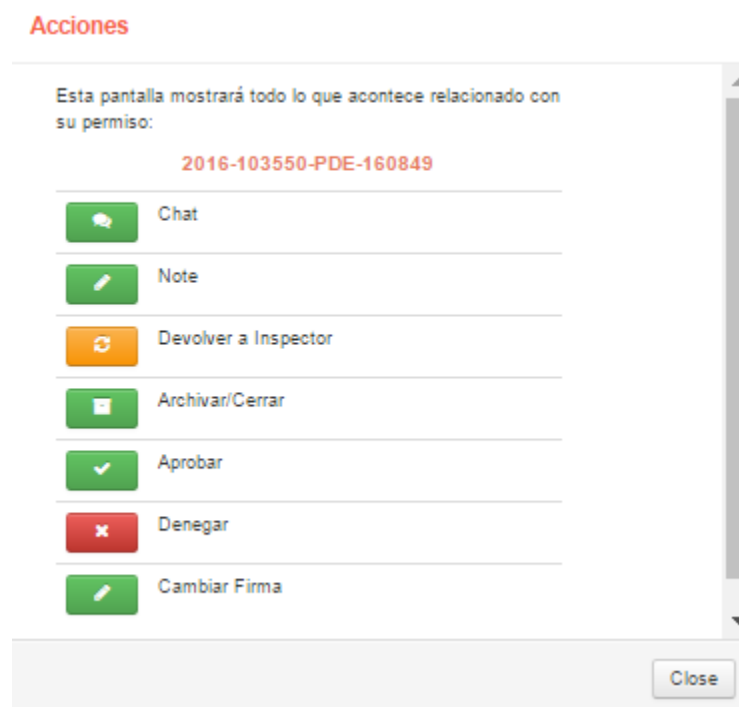 Acciones
Esta pantalla mostrará todo lo que acontece relacionado con
su permiso:
2016-103550-PDE-160849
Chat
Note
Devolver a Inspector
Archivar/Cerrar
Aprobar
Denegar
Cambiar Firma
Close